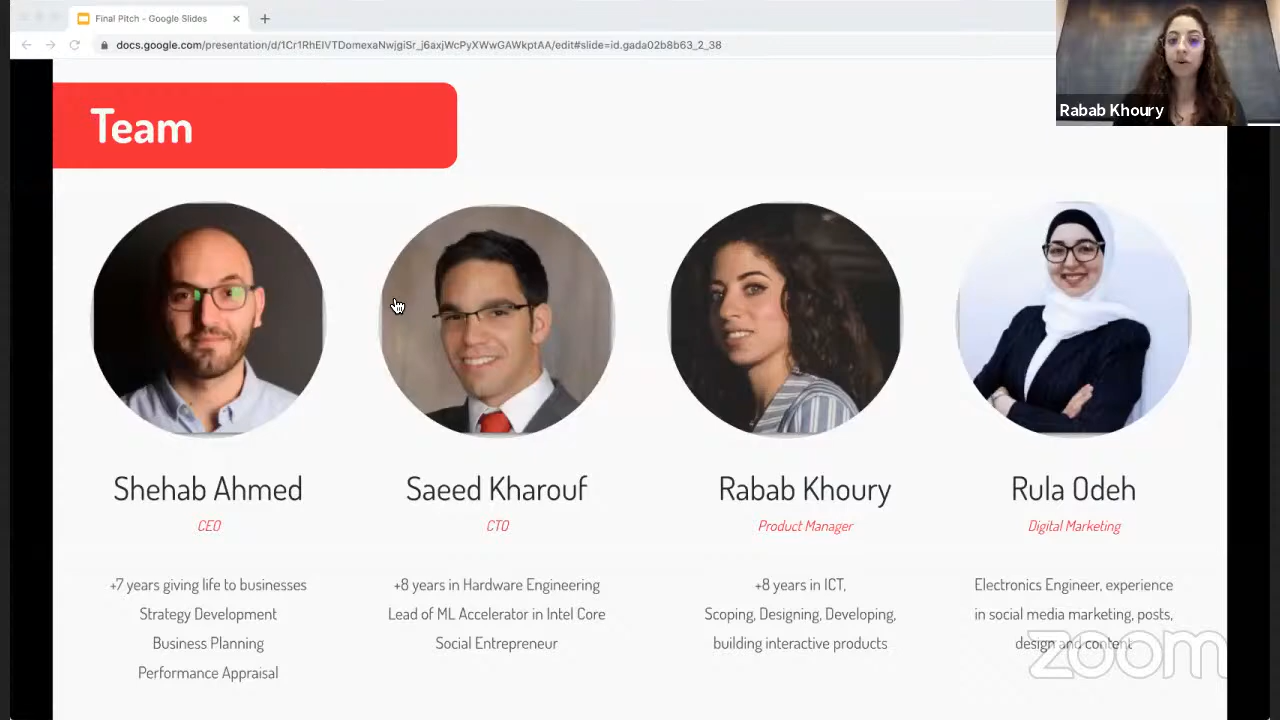 Final Pitch - Google Slides
docs.google.com/presentation/d/1Cr1RhEIVTDomexaNwjgiSr_j6axjWcPyXWwGAWkptAA/edit#slide=id.gada02b8b63_2_38
Rabab Khoury
Team
Shehab Ahmed
CEO
+7 years giving life to businesses
Strategy Development
Business Planning
Performance Appraisal
Saeed Kharouf
CTO
+8 years in Hardware Engineering
Lead of ML Accelerator in Intel Core
Social Entrepreneur
Rabab Khoury
Product Manager
+8 years in ICT,
Scoping, Designing, Developing,
building interactive products
Rula Odeh
Digital Marketing
Electronics Engineer, experience
in social media marketing, posts,
design and content
zoom